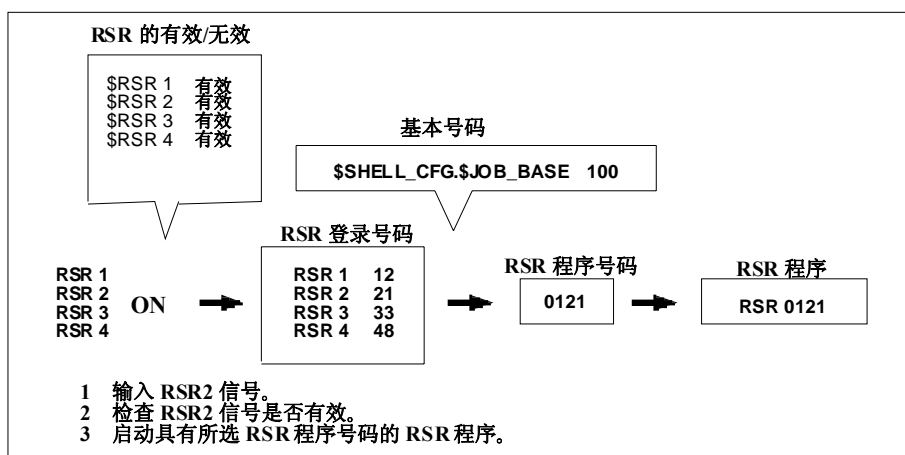 RSR 的有效/无效
$RSR 1 有效
$RSR 2 有效
$RSR 3 有效
$RSR 4 有效
基本号码
$SHELL_CFG.$JOB_BASE 100
RSR 登录号码
RSR 1
RSR 2
RSR 3
RSR 4
ON
RSR 1 12
RSR 2 21
RSR 3 33
RSR 4 48
RSR 程序号码
0121
RSR 程序
RSR 0121
1 输入 RSR2 信号。
2 检查 RSR2 信号是否有效。
3 启动具有所选 RSR 程序号码的 RSR 程序。